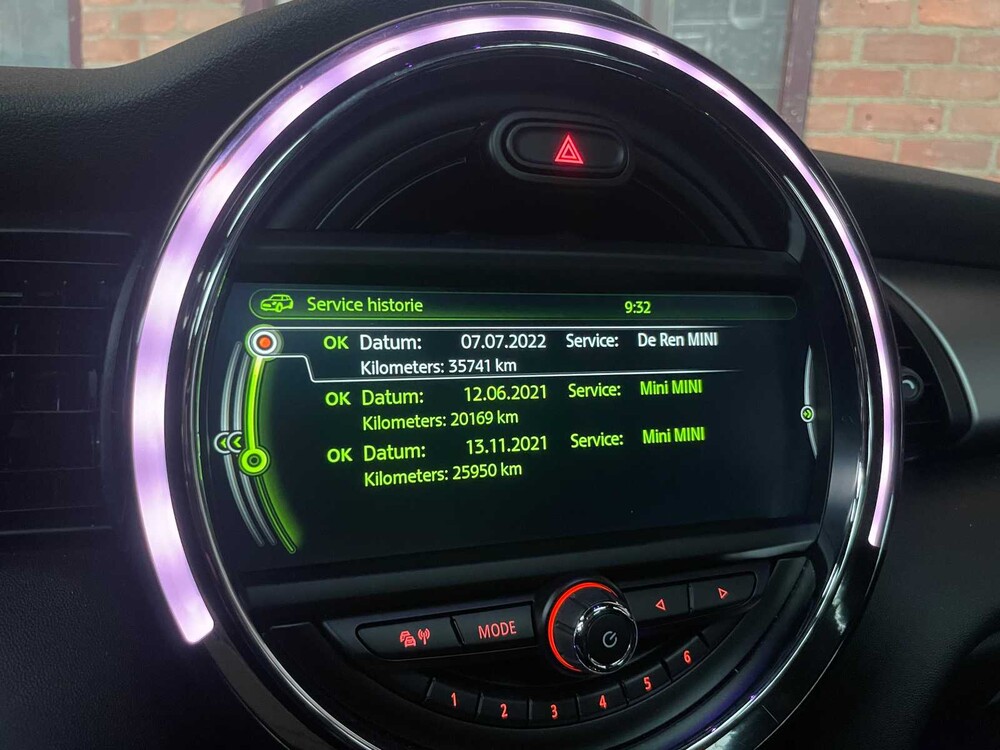 Service historie 9:32
OK Datum: 07.07.2022 Service: De Ren MINI
Kilometers: 35741 km
OK Datum: 12.06.2021 Service: Mini MINI
Kilometers: 20169 km
OK Datum: 13.11.2021 Service: Mini MINI
Kilometers: 25950 km
MODE
1 2 3 4 5 6